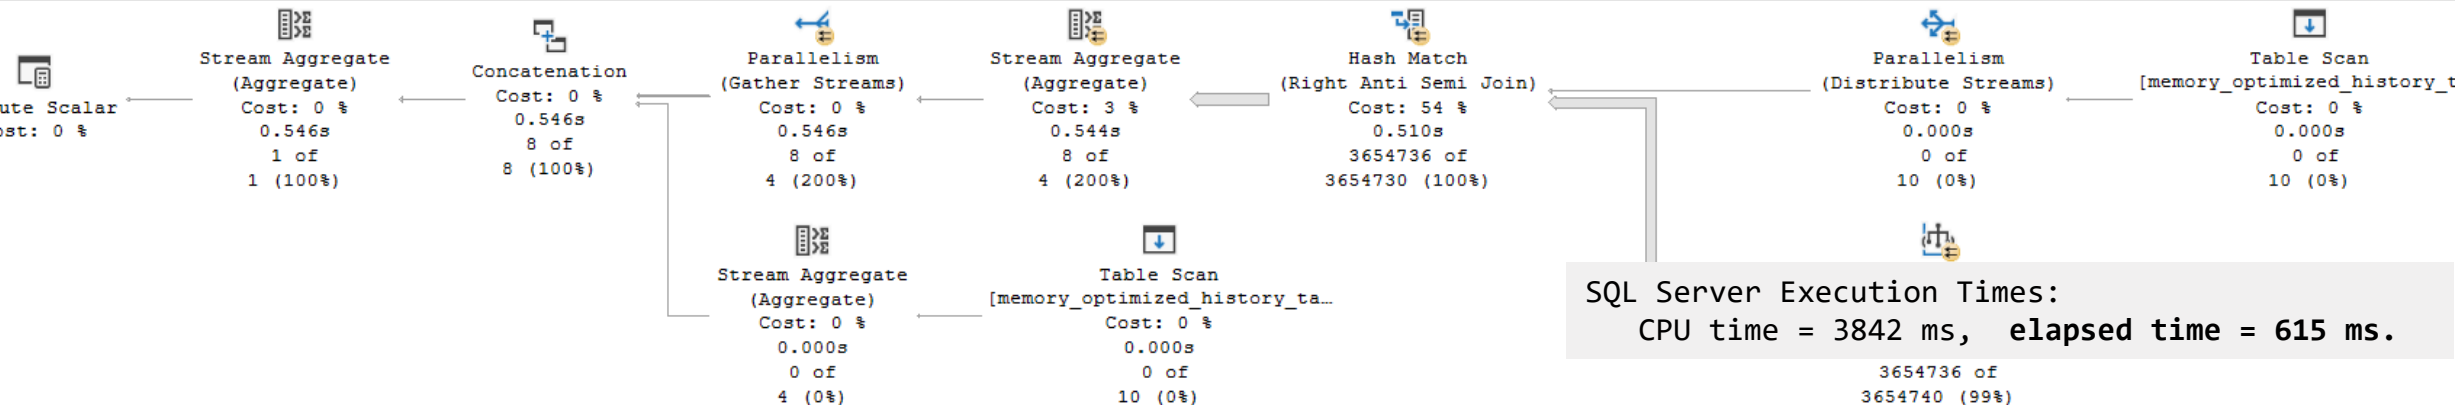 Stream Aggregate
(Aggregate)
Cost: 0 %
0.546s
1 of
1 (100%)
Concatenation
Cost: 0 %
0.546s
8 of
8 (100%)
Parallelism
(Gather Streams)
Cost: 0 %
0.546s
8 of
4 (200%)
Stream Aggregate
(Aggregate)
Cost: 3 %
0.544s
8 of
4 (200%)
Hash Match
(Right Anti Semi Join)
Cost: 54 %
0.510s
3654736 of
3654730 (100%)
Parallelism
(Distribute Streams)
Cost: 0 %
0.000s
0 of
10 (0%)
Table Scan
[memory_optimized_history_t
Cost: 0 %
0.000s
0 of
10 (0%)
ute Scalar
ost: 0 %
Stream Aggregate
(Aggregate)
Cost: 0 %
0.000s
0 of
4 (0%)
Table Scan
[memory_optimized_history_ta…
Cost: 0 %
0.000s
0 of
10 (0%)
SQL Server Execution Times:
CPU time = 3842 ms, elapsed time = 615 ms.
3654736 of
3654740 (99%)